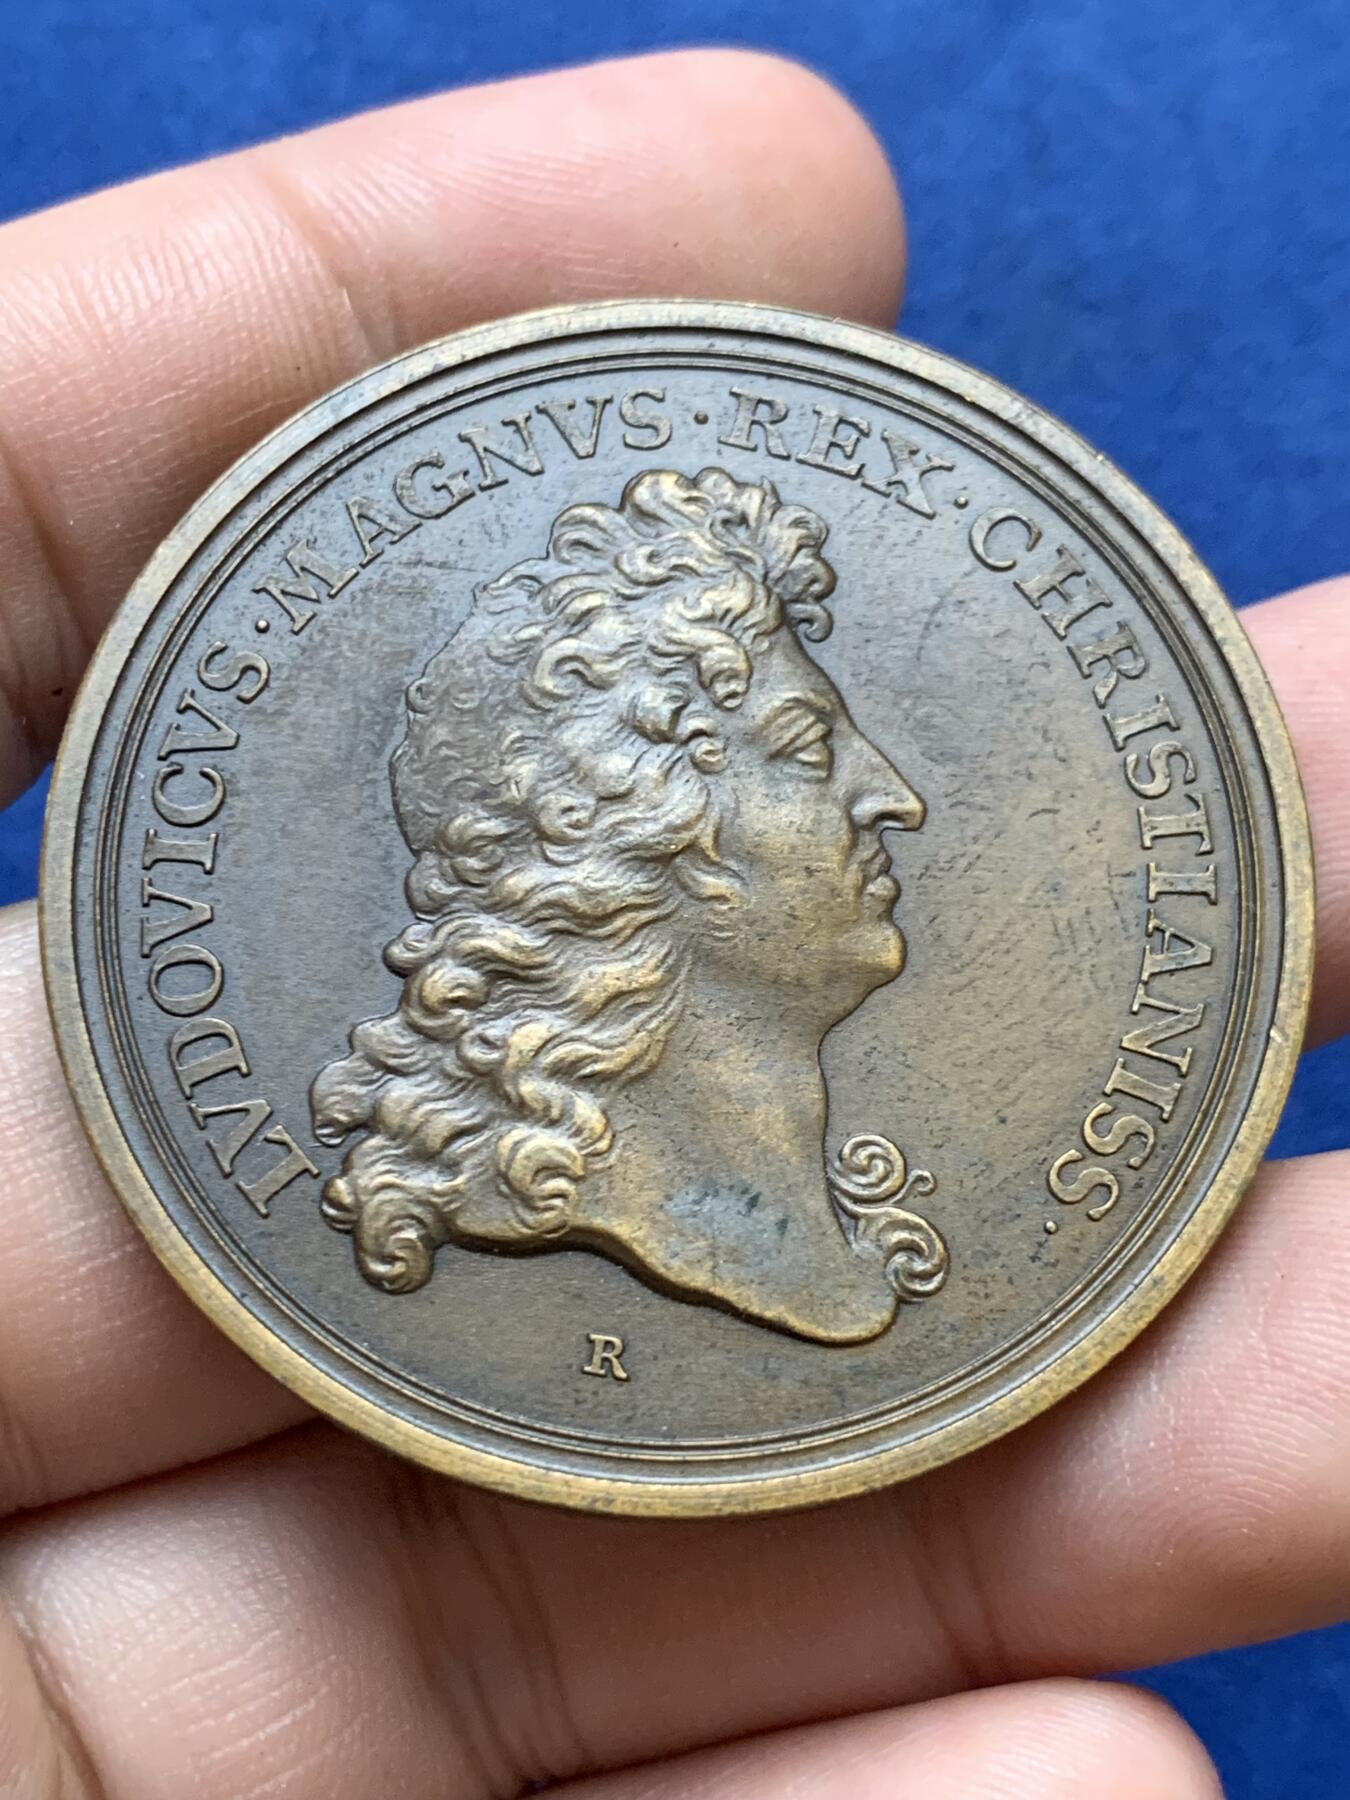 LVDOVICVS · MAGNVS · REX · CHRISTIANISS ·
R